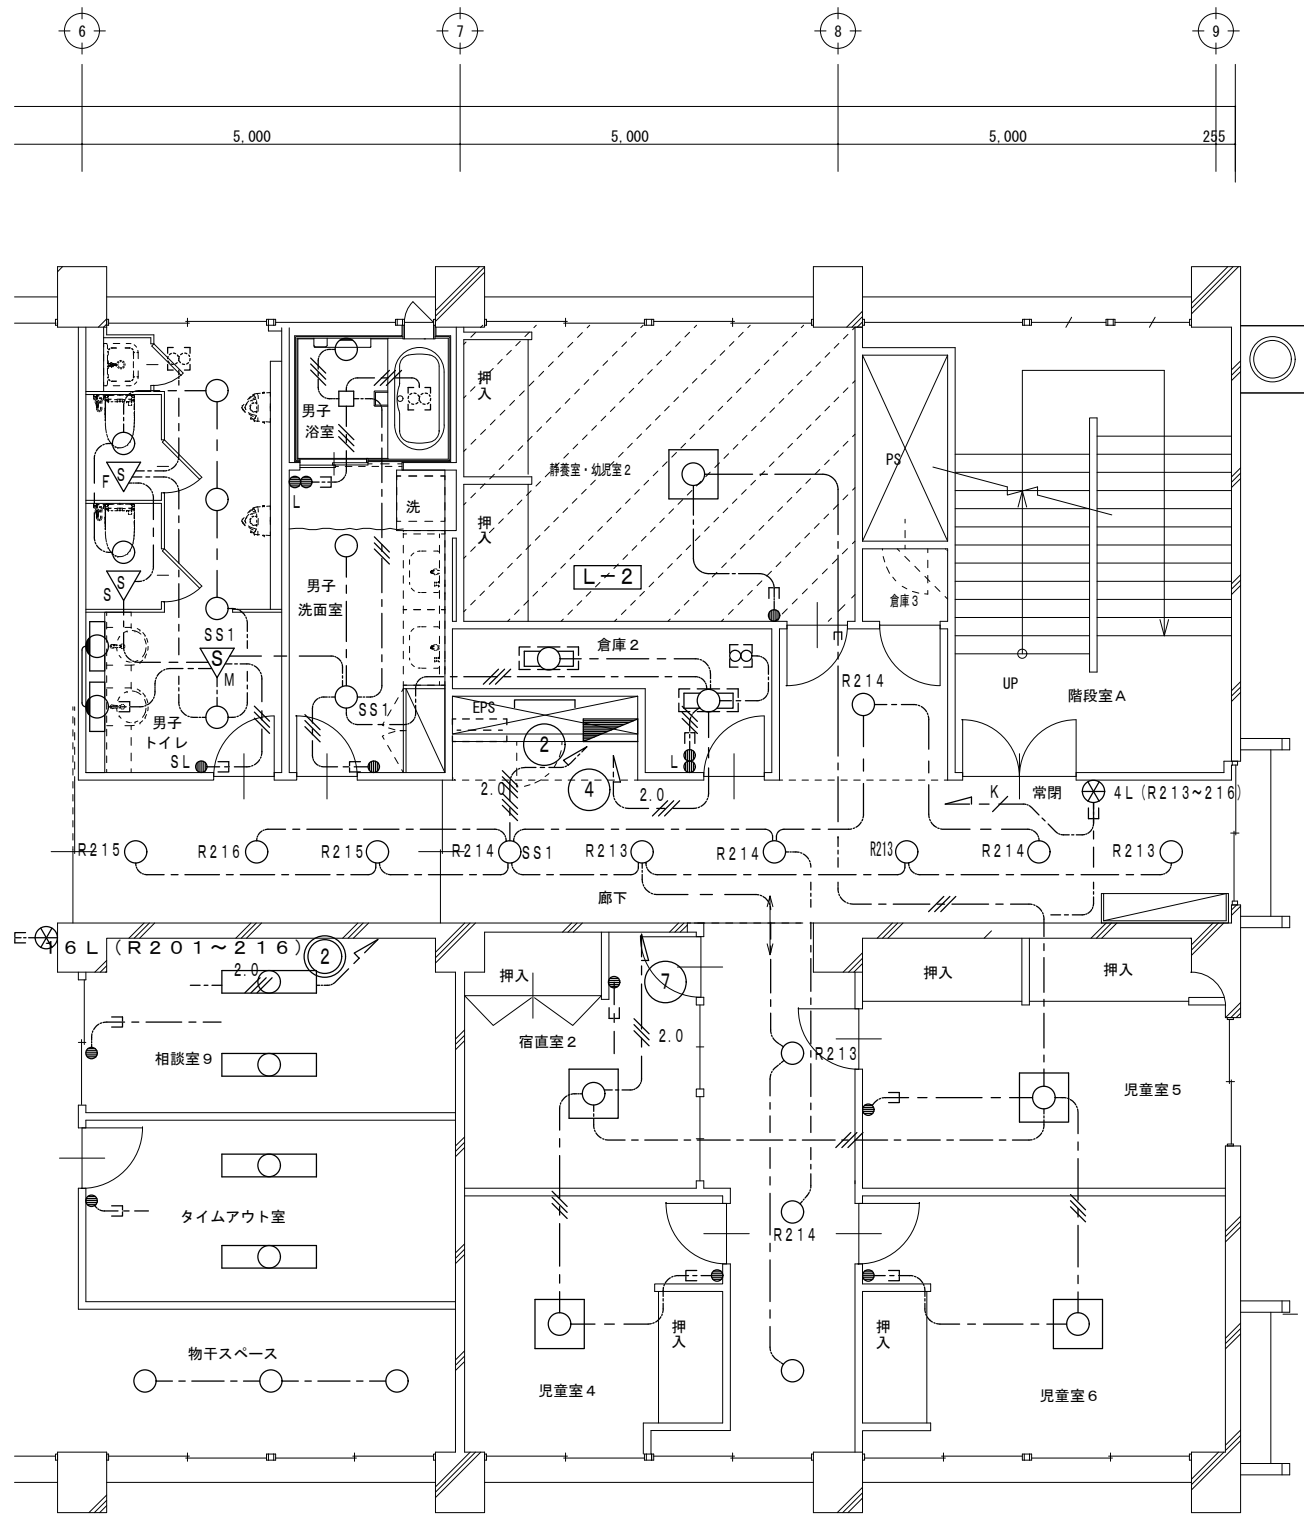 6 7 8 9
5,000 5,000 5,000 255
押入
男子
浴室
静養室・幼児室2
PS
F
L
洗
押入
S
S
S
男子
洗面室
L-2
倉庫3
SS1
倉庫2
S
M
R214
UP
階段室A
SS1
EPS
男子
トイレ
SL
2
L
2.0
4
2.0
K
常閉
4L(R213~216)
R215 R216 R215 R214 SS1 R213 R214 R213 R214 R213
廊下
16L(R201~216)
2
2.0
押入
7
押入
押入
宿直室2
2.0
相談室9
R213
児童室5
タイムアウト室
R214
物干スペース
押入
押入
児童室4
児童室6